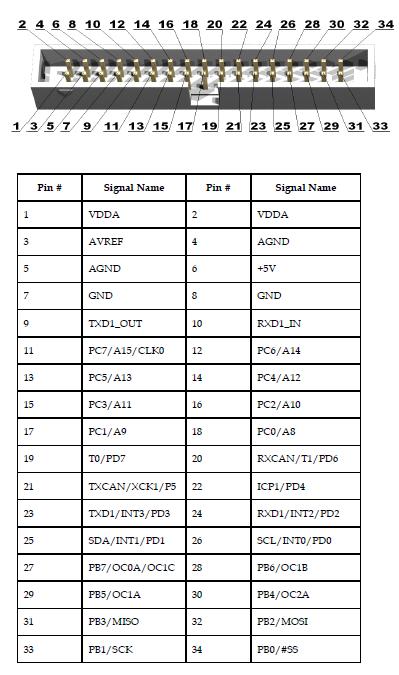 2 4 6 8 10 12 14 16 18 20 22 24 26 28 30 32 34
1 3 5 7 9 11 13 15 17 19 21 23 25 27 29 31 33
Pin # Signal Name Pin # Signal Name
1 VDDA 2 VDDA
3 AVREF 4 AGND
5 AGND 6 +5V
7 GND 8 GND
9 TXD1_OUT 10 RXD1_IN
11 PC7/A15/CLK0 12 PC6/A14
13 PC5/A13 14 PC4/A12
15 PC3/A11 16 PC2/A10
17 PC1/A9 18 PC0/A8
19 T0/PD7 20 RXCAN/T1/PD6
21 TXCAN/XCK1/P5 22 ICP1/PD4
23 TXD1/INT3/PD3 24 RXD1/INT2/PD2
25 SDA/INT1/PD1 26 SCL/INT0/PD0
27 PB7/OC0A/OC1C 28 PB6/OC1B
29 PB5/OC1A 30 PB4/OC2A
31 PB3/MISO 32 PB2/MOSI
33 PB1/SCK 34 PB0/#SS